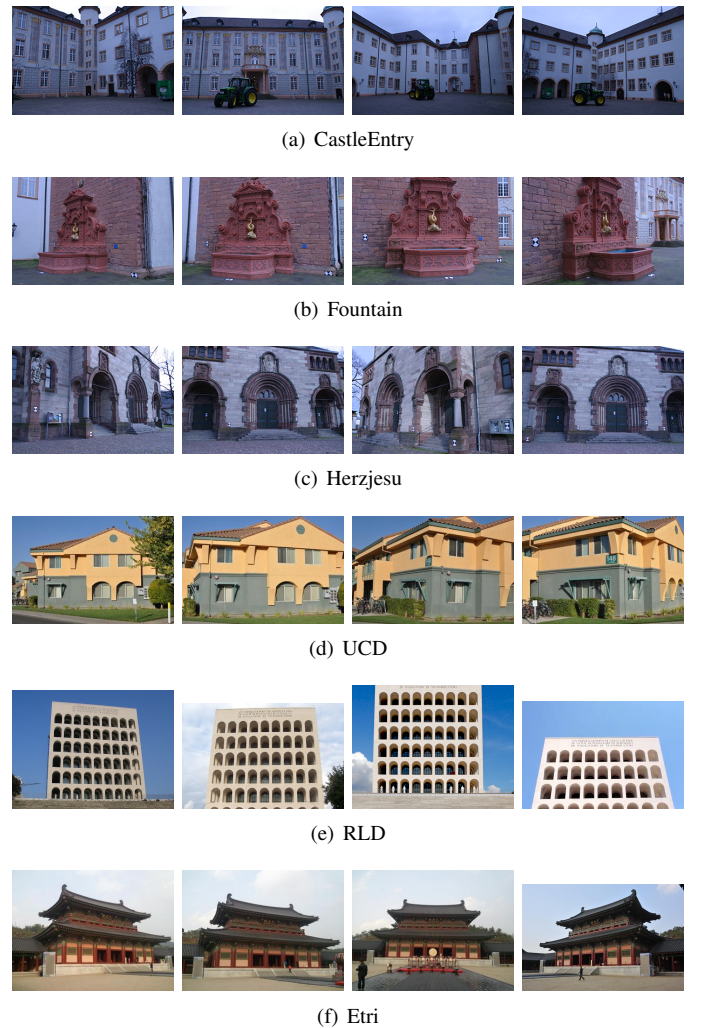 (a) CastleEntry
(b) Fountain
(c) Herzjesu
(d) UCD
(e) RLD
(f) Etri